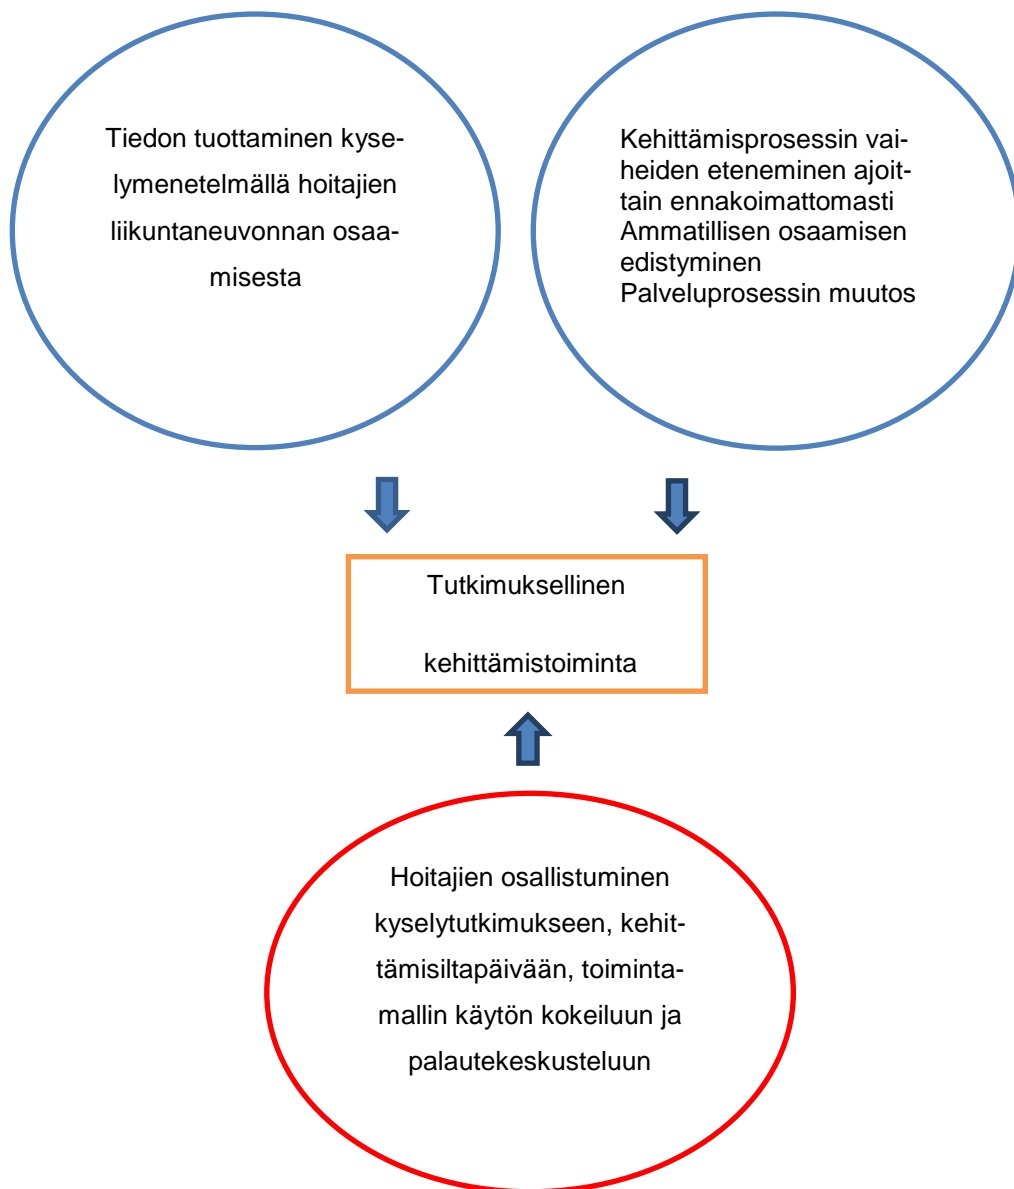 Tiedon tuottaminen kyse-
lymenetelmällä hoitajien
liikuntaneuvonnan osaa-
misesta
Kehittämisprosessin vai-
heiden eteneminen ajoit-
tain ennakoimattomasti
Ammatillisen osaamisen
edistyminen
Palveluprosessin muutos
Tutkimuksellinen
kehittämistoiminta
Hoitajien osallistuminen
kyselytutkimukseen, kehit-
tämisiltapäivään, toiminta-
mallin käytön kokeiluun ja
palautekeskusteluun